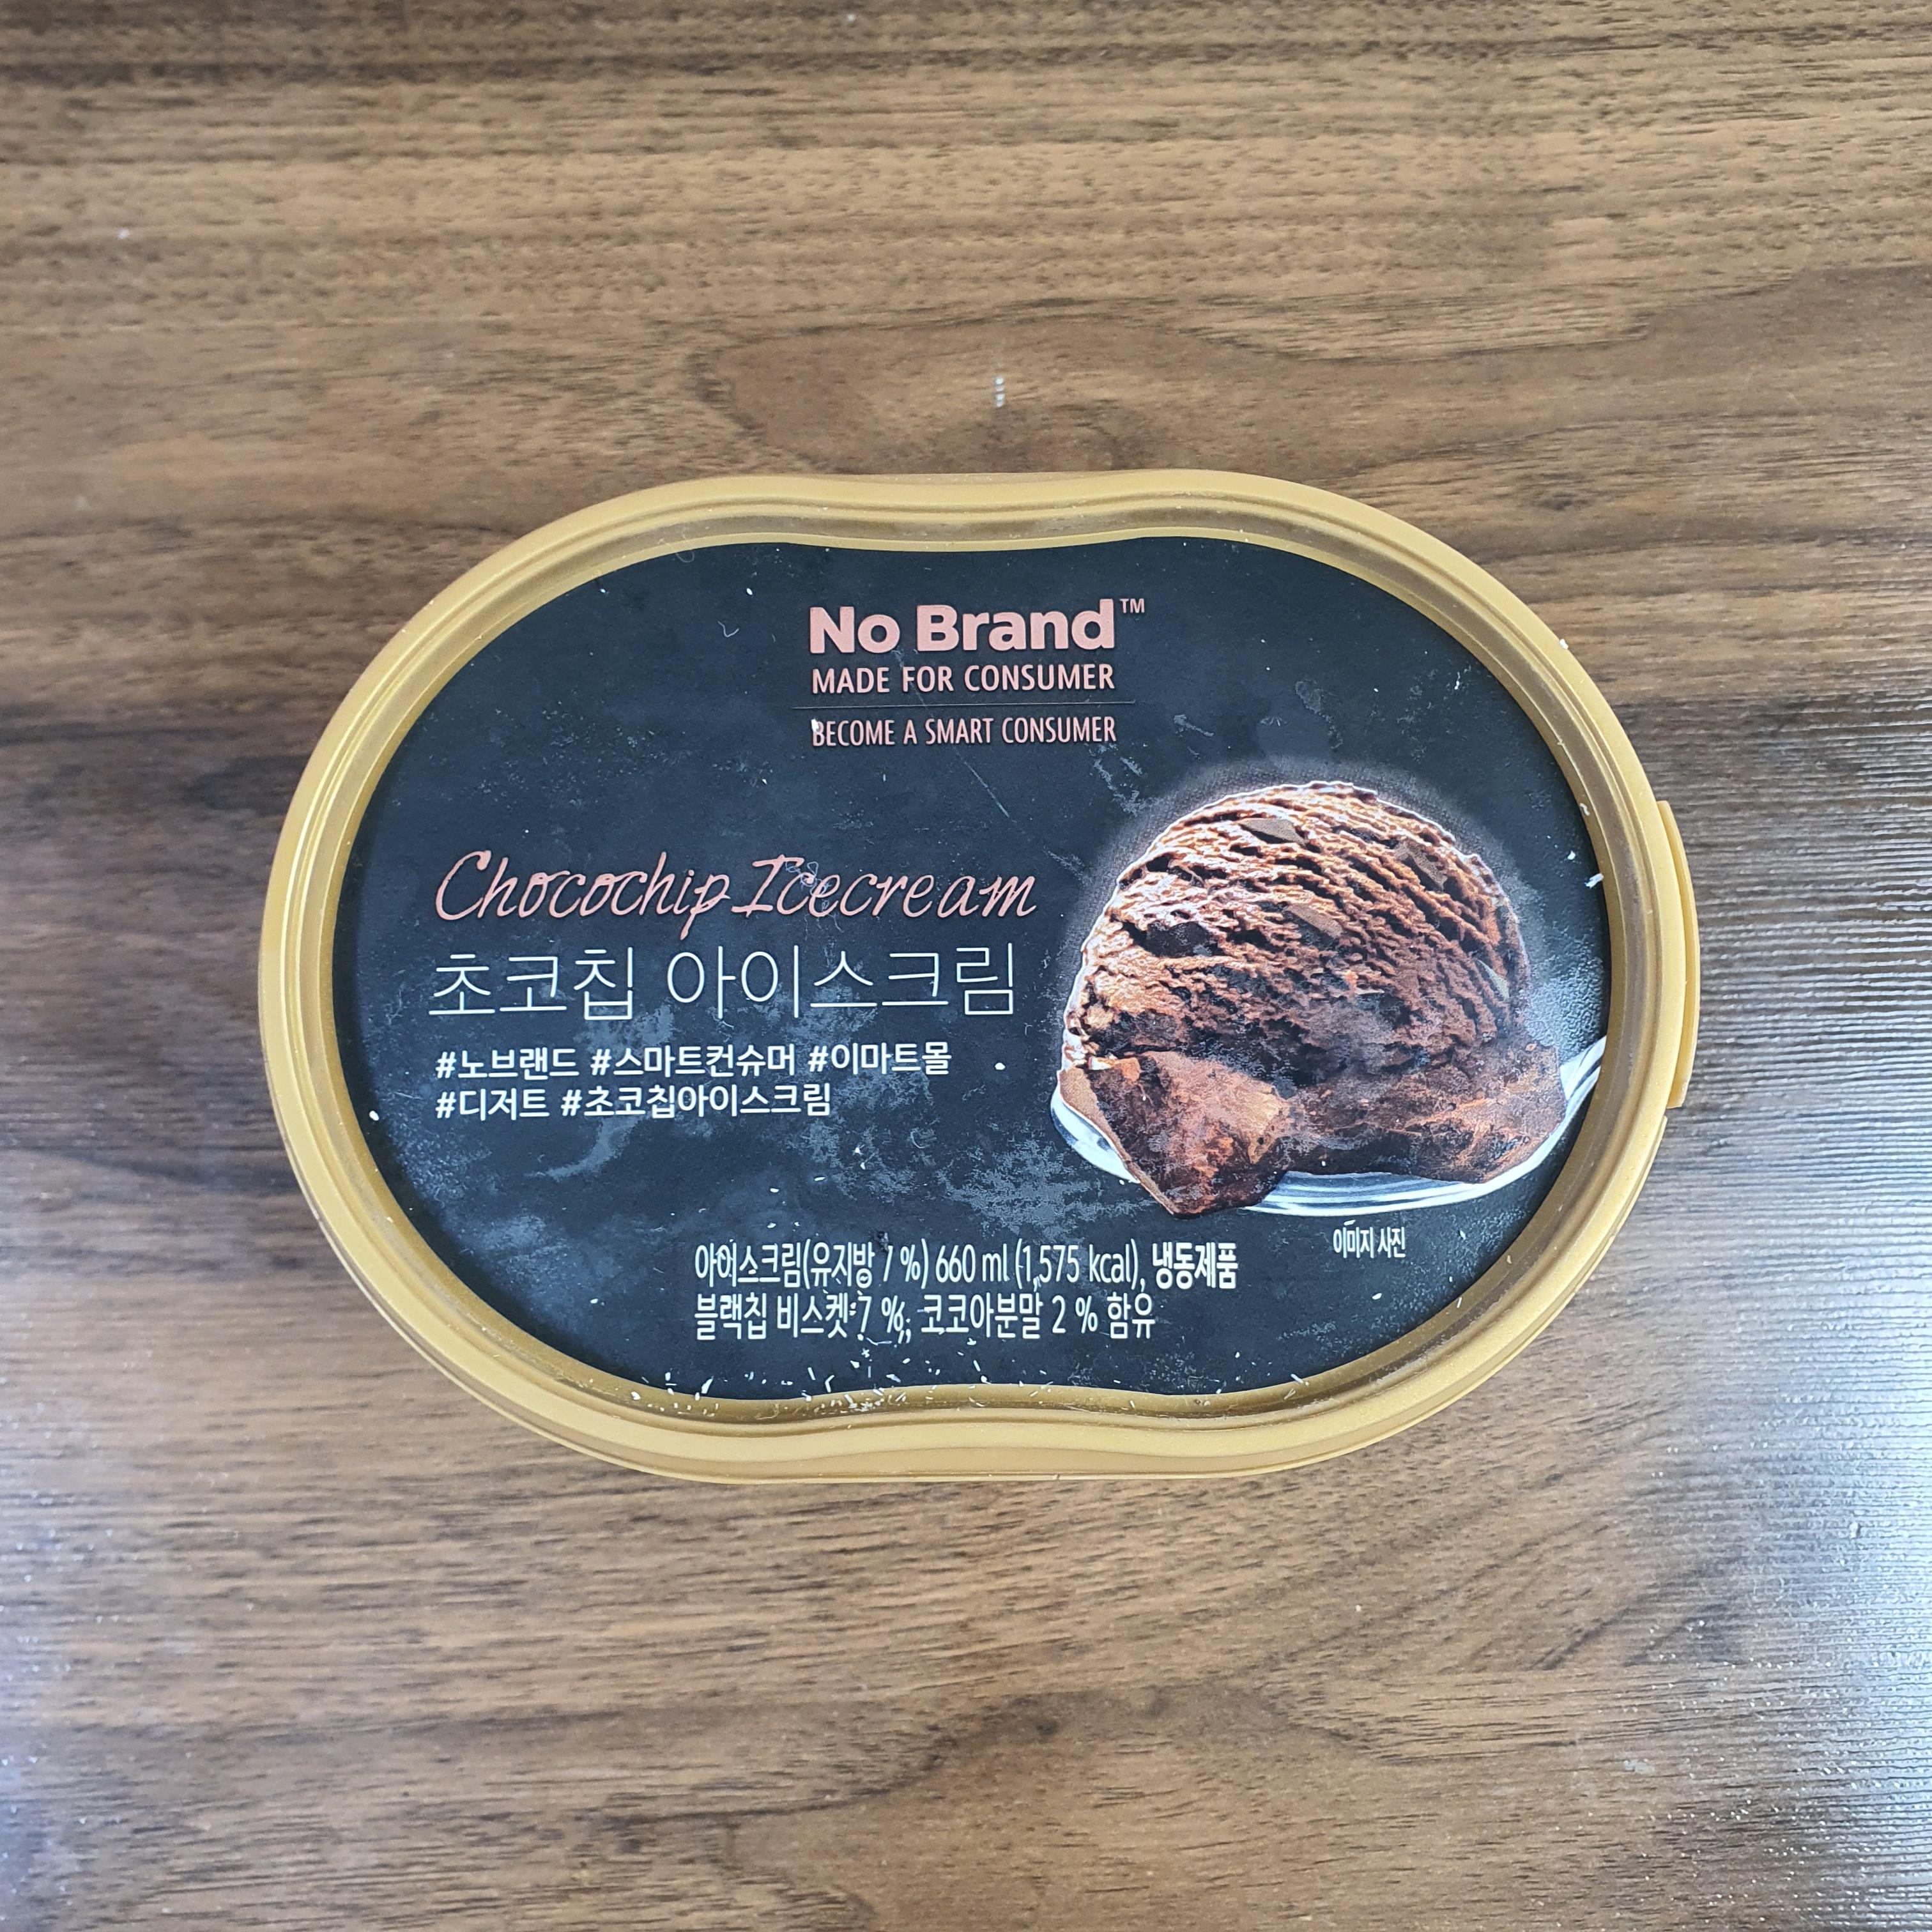 No Brand™
MADE FOR CONSUMER
BECOME A SMART CONSUMER
Chocochip Icecream
초코칩 아이스크림
#노브랜드 #스마트컨슈머 #이마트몰
#디저트 #초코칩아이스크림
이미지 사진
아이스크림(유지방 7 %) 660 ml (1,575 kcal), 냉동제품
블랙칩 비스켓 7 %, 코코아분말 2 % 함유